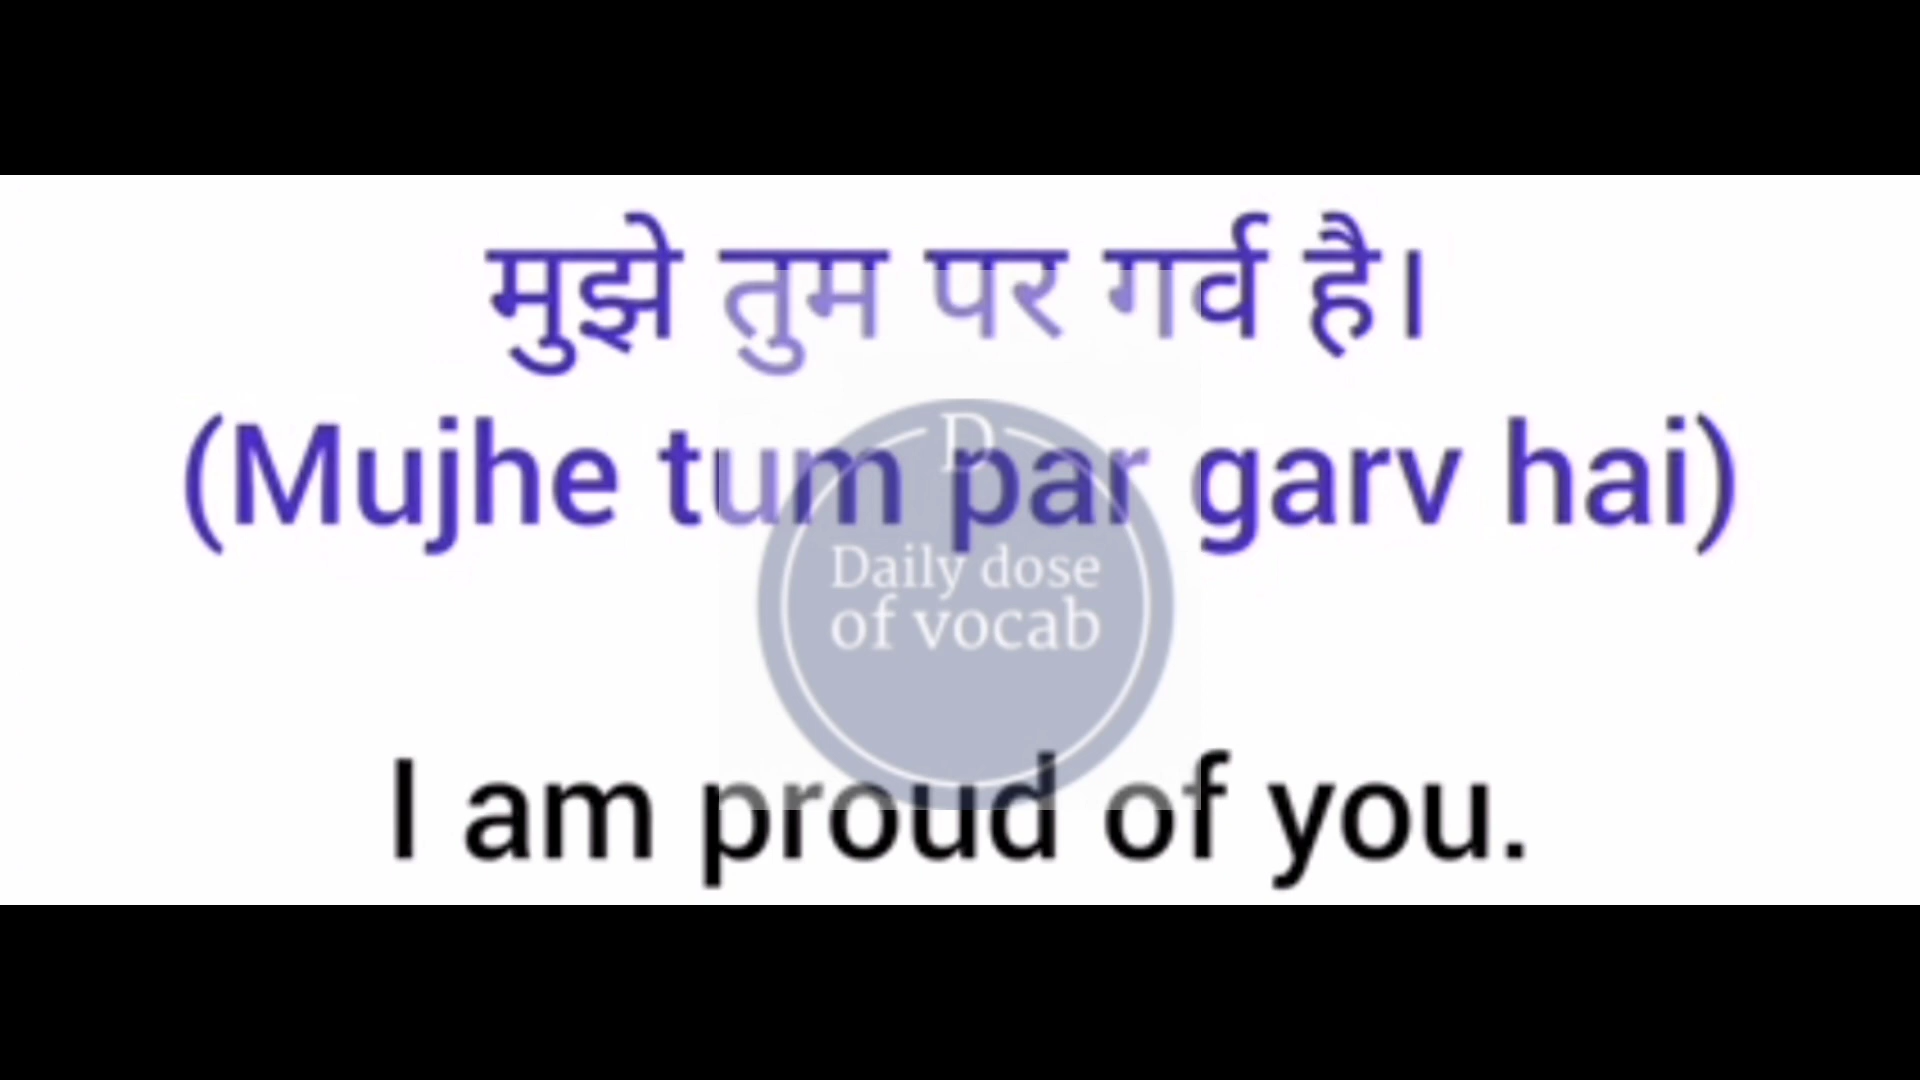 मुझे तुम पर गर्व है।
(Mujhe tum par garv hai)
D
Daily dose
of vocab
I am proud of you.